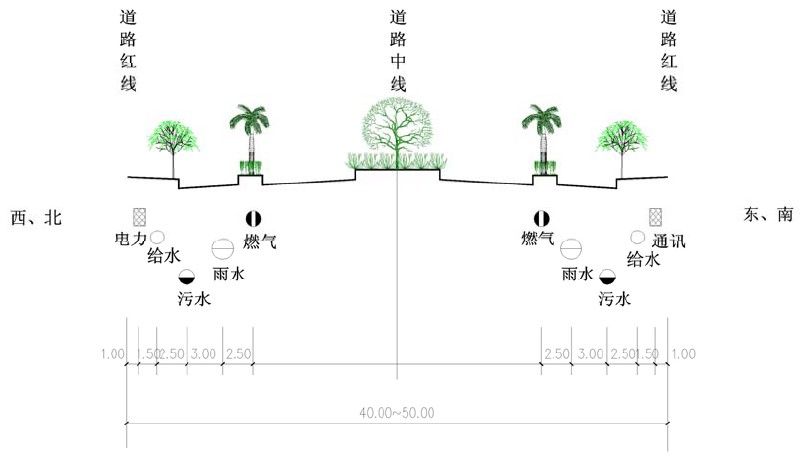 道路红线
道路中线
道路红线
西、北
东、南
电力
给水
污水
雨水
燃气
燃气
雨水
污水
给水
通讯
1.00
1.50
2.50
3.00
2.50
2.50
3.00
2.50
1.50
1.00
40.00~50.00